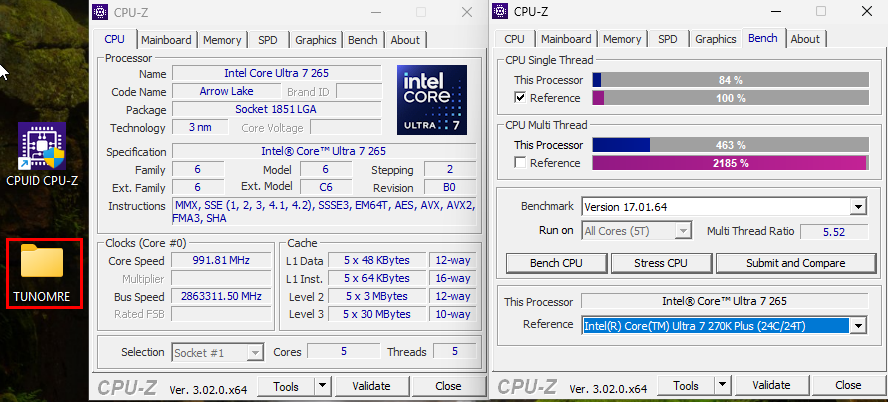 CPUID CPU-Z
TUNOMRE
CPU-Z
CPU
Mainboard
Memory
SPD
Graphics
Bench
About
Processor
Name
Intel Core Ultra 7 265
Code Name
Arrow Lake
Brand ID
Package
Socket 1851 LGA
Technology
3 nm
Core Voltage
intel
CORE
ULTRA 7
Specification
Intel® Core™ Ultra 7 265
Family
6
Model
6
Stepping
2
Ext. Family
6
Ext. Model
C6
Revision
B0
Instructions
MMX, SSE (1, 2, 3, 4.1, 4.2), SSSE3, EM64T, AES, AVX, AVX2,
FMA3, SHA
Clocks (Core #0)
Core Speed
991.81 MHz
Multiplier
Bus Speed
2863311.50 MHz
Rated FSB
Cache
L1 Data
5 x 48 KBytes
12-way
L1 Inst.
5 x 64 KBytes
16-way
Level 2
5 x 3 MBytes
12-way
Level 3
5 x 30 MBytes
10-way
Selection
Socket #1
Cores
5
Threads
5
CPU-Z
Ver. 3.02.0.x64
Tools
Validate
Close
CPU-Z
CPU
Mainboard
Memory
SPD
Graphics
Bench
About
CPU Single Thread
This Processor
84 %
Reference
100 %
CPU Multi Thread
This Processor
463 %
Reference
2185 %
Benchmark
Version 17.01.64
Run on
All Cores (5T)
Multi Thread Ratio
5.52
Bench CPU
Stress CPU
Submit and Compare
This Processor
Intel® Core™ Ultra 7 265
Reference
Intel(R) Core(TM) Ultra 7 270K Plus (24C/24T)
CPU-Z
Ver. 3.02.0.x64
Tools
Validate
Close